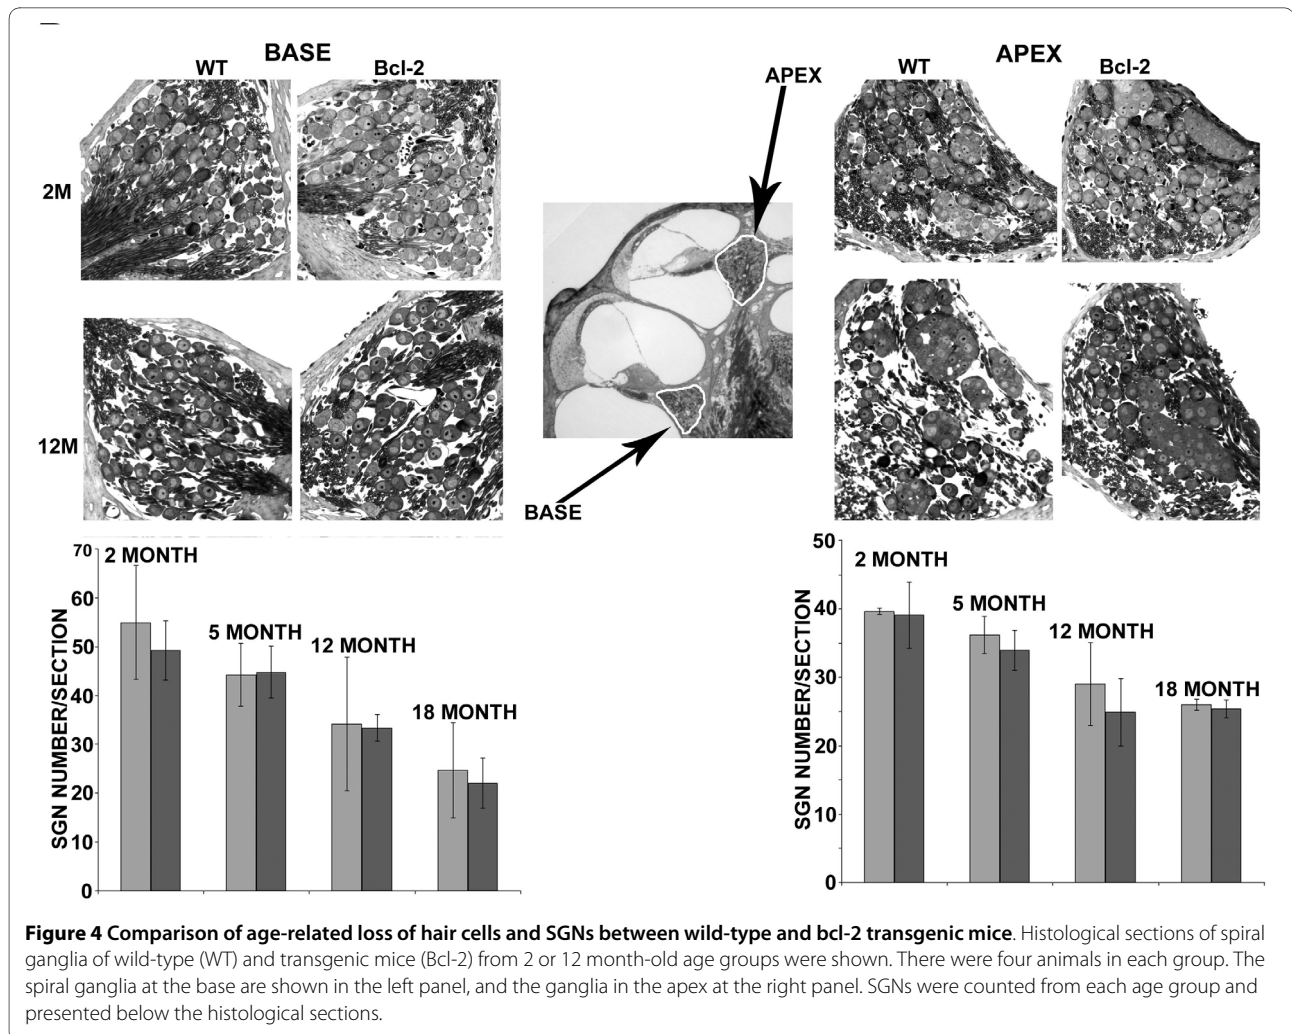 BASE
WT
Bcl-2
APEX
WT
APEX
Bcl-2
2M
12M
BASE
70
60
50
40
30
20
10
0
SGN NUMBER/SECTION
2 MONTH
5 MONTH
12 MONTH
18 MONTH
50
40
30
20
10
0
SGN NUMBER/SECTION
2 MONTH
5 MONTH
12 MONTH
18 MONTH
Figure 4 Comparison of age-related loss of hair cells and SGNs between wild-type and bcl-2 transgenic mice. Histological sections of spiral
ganglia of wild-type (WT) and transgenic mice (Bcl-2) from 2 or 12 month-old age groups were shown. There were four animals in each group. The
spiral ganglia at the base are shown in the left panel, and the ganglia in the apex at the right panel. SGNs were counted from each age group and
presented below the histological sections.